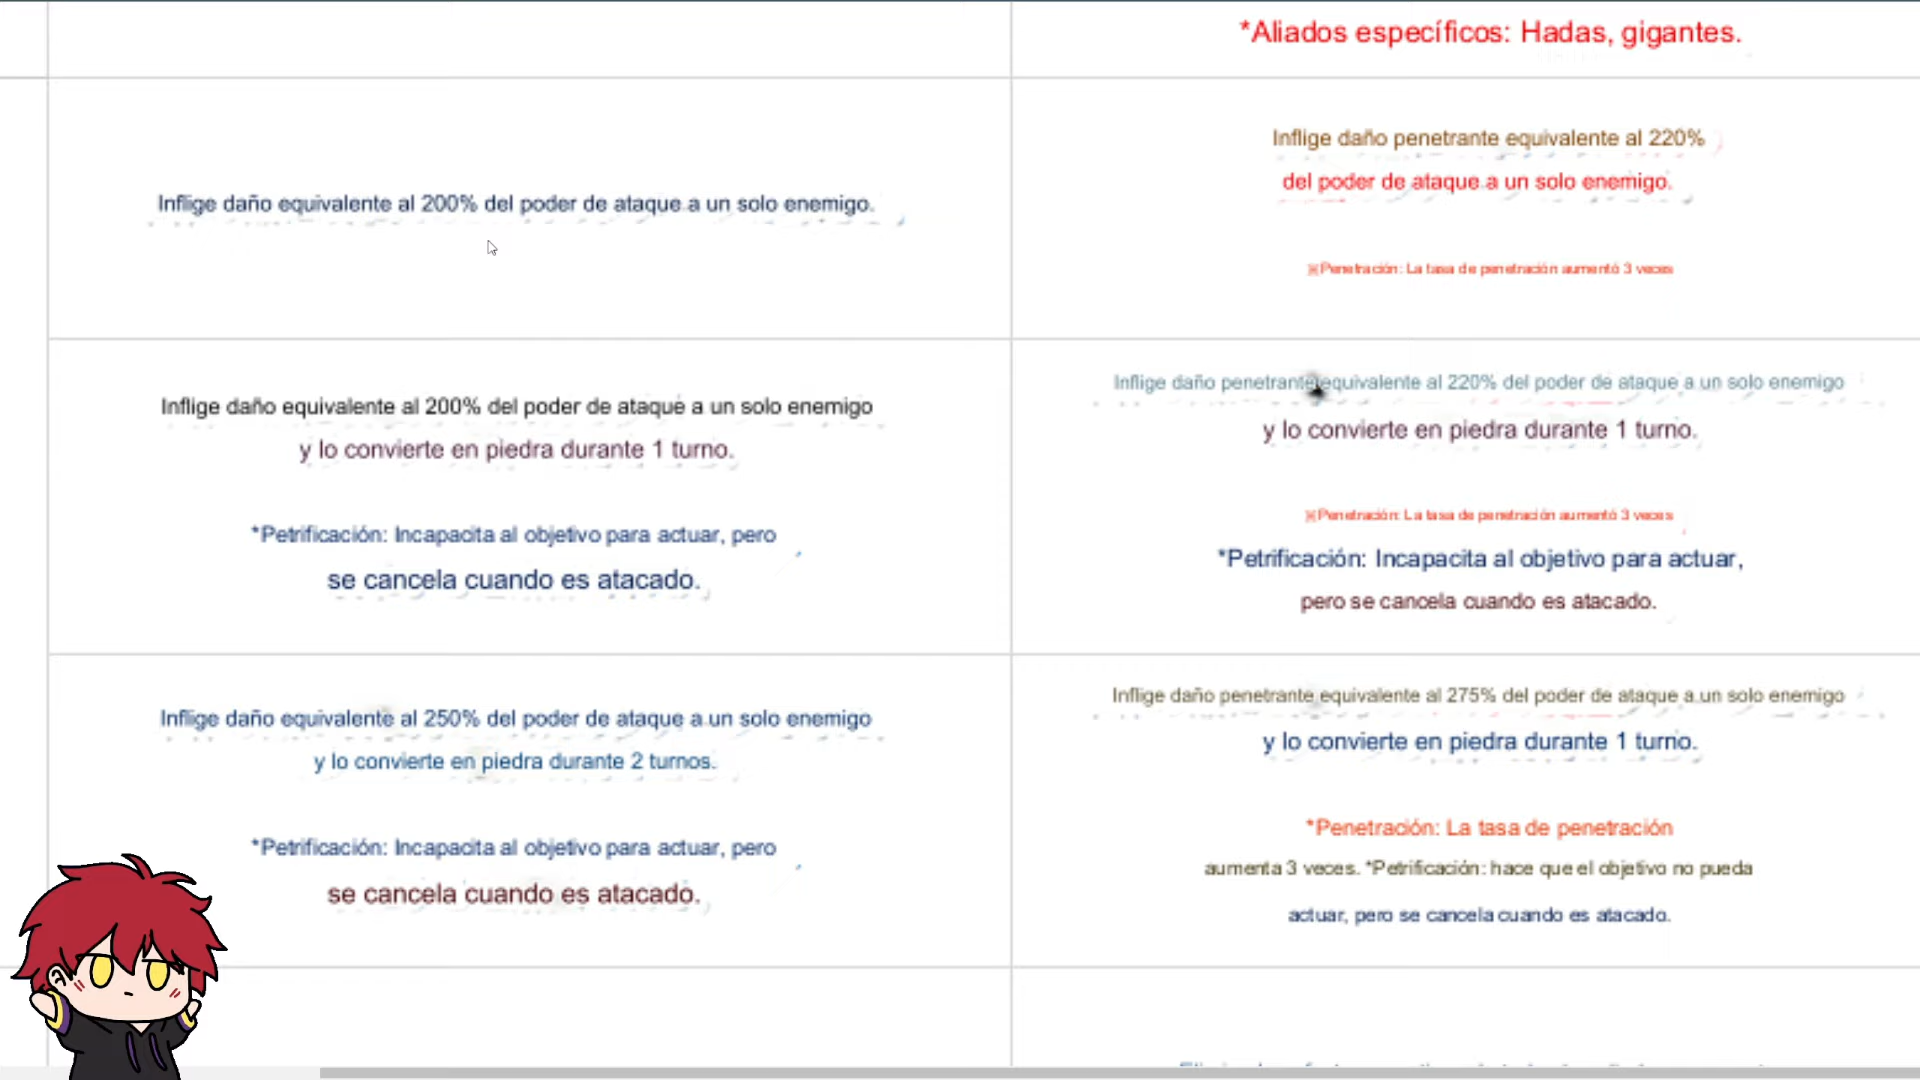 *Aliados específicos: Hadas, gigantes.
Inflige daño equivalente al 200% del poder de ataque a un solo enemigo.
Inflige daño penetrante equivalente al 220%
del poder de ataque a un solo enemigo.
※Penetración: La tasa de penetración aumentó 3 veces
Inflige daño equivalente al 200% del poder de ataque a un solo enemigo
y lo convierte en piedra durante 1 turno.
*Petrificación: Incapacita al objetivo para actuar, pero
se cancela cuando es atacado.
Inflige daño penetrante equivalente al 220% del poder de ataque a un solo enemigo
y lo convierte en piedra durante 1 turno.
※Penetración: La tasa de penetración aumentó 3 veces
*Petrificación: Incapacita al objetivo para actuar,
pero se cancela cuando es atacado.
Inflige daño equivalente al 250% del poder de ataque a un solo enemigo
y lo convierte en piedra durante 2 turnos.
*Petrificación: Incapacita al objetivo para actuar, pero
se cancela cuando es atacado.
Inflige daño penetrante equivalente al 275% del poder de ataque a un solo enemigo
y lo convierte en piedra durante 1 turno.
*Penetración: La tasa de penetración
aumenta 3 veces. *Petrificación: hace que el objetivo no pueda
actuar, pero se cancela cuando es atacado.